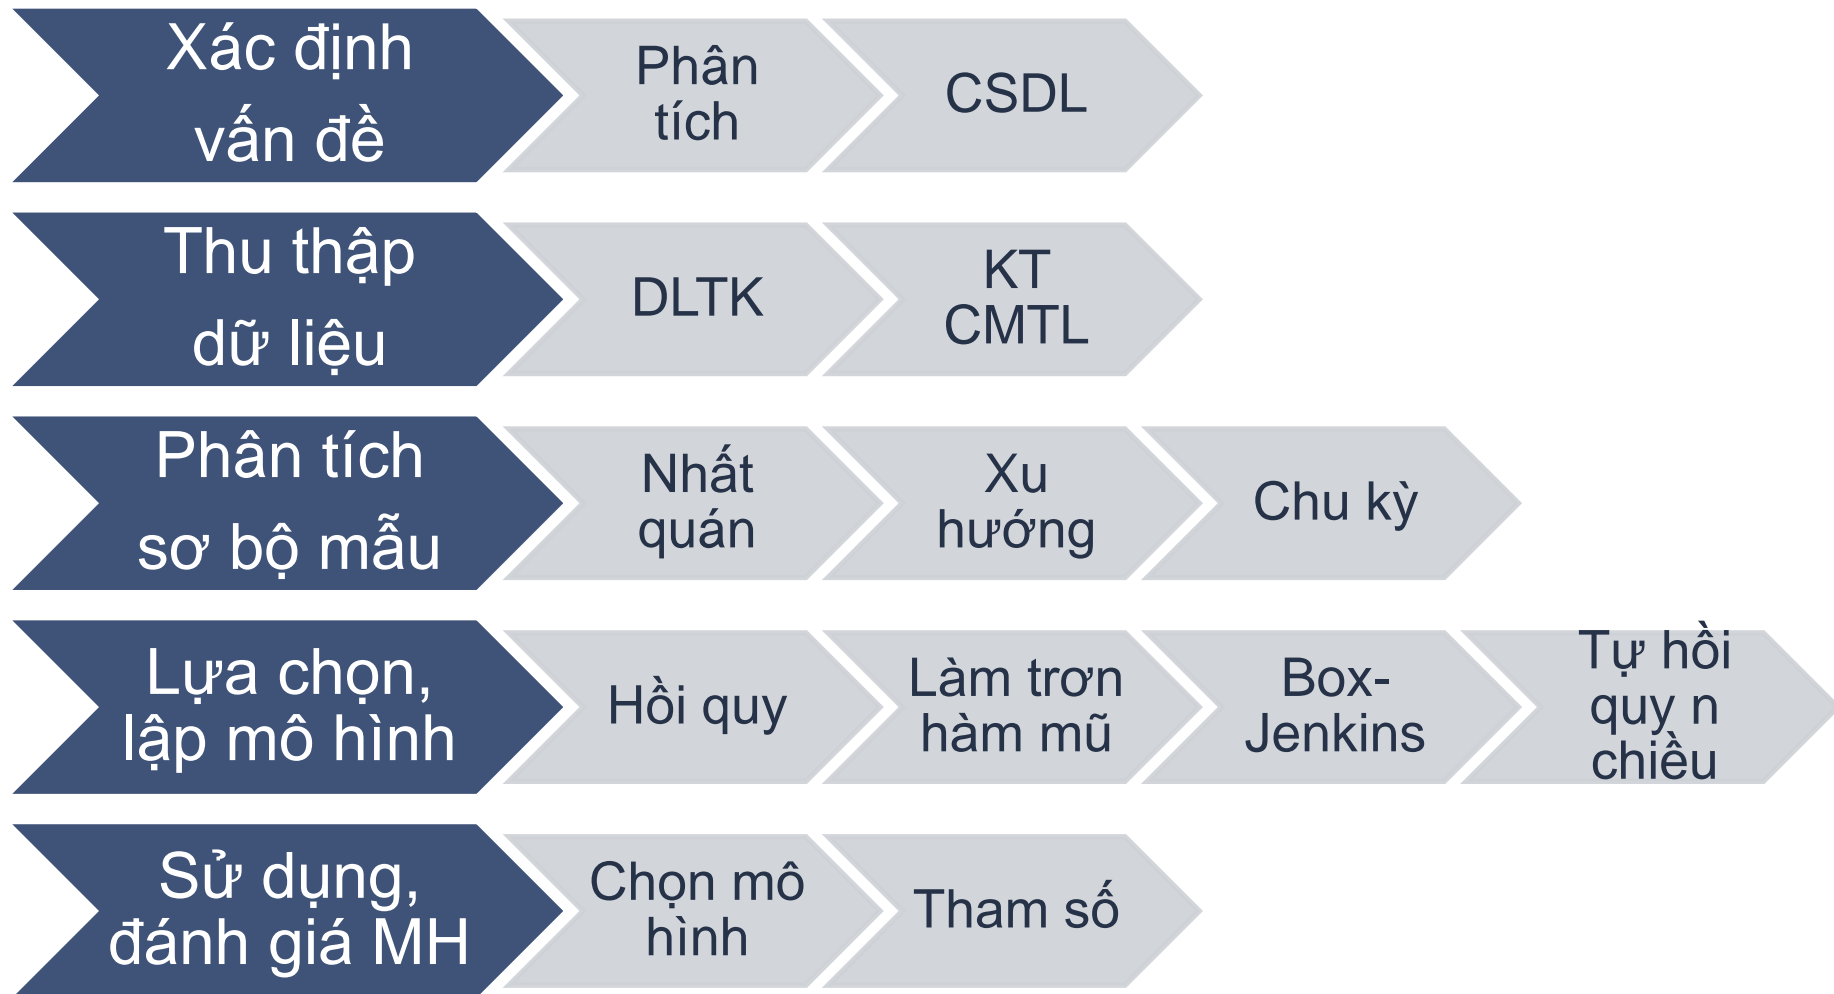 Xác định
vấn đề
Phân
tích
CSDL
Thu thập
dữ liệu
DLTK
KT
CMTL
Phân tích
sơ bộ mẫu
Nhất
quán
Xu
hướng
Chu kỳ
Lựa chọn,
lập mô hình
Hồi quy
Làm trơn
hàm mũ
Box-
Jenkins
Tự hồi
quy n
chiều
Sử dụng,
đánh giá MH
Chọn mô
hình
Tham số